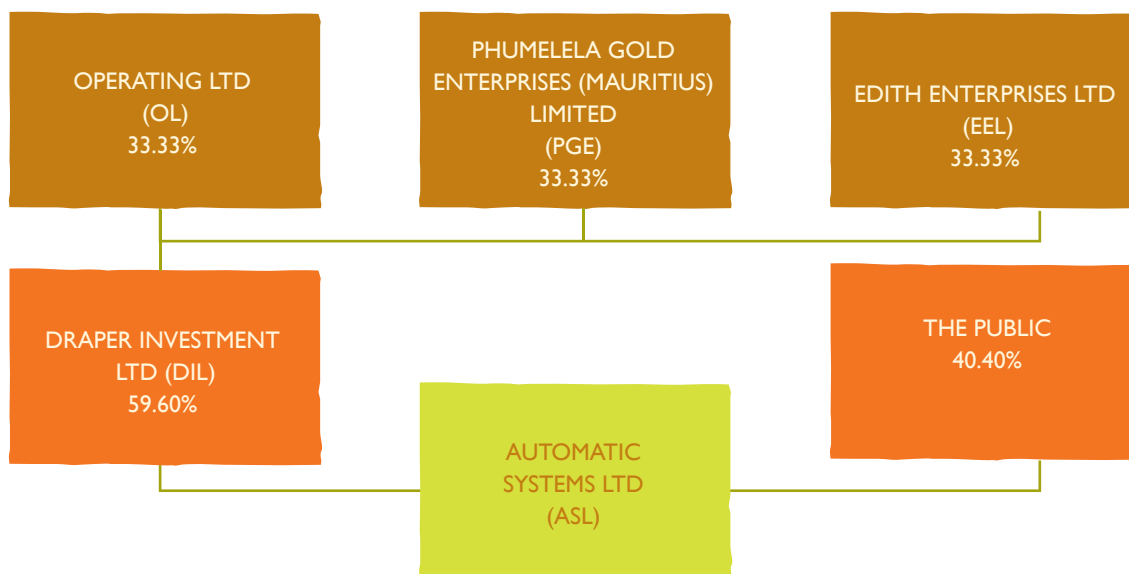 OPERATING LTD
(OL)
33.33%
PHUMELELA GOLD
ENTERPRISES (MAURITIUS)
LIMITED
(PGE)
33.33%
EDITH ENTERPRISES LTD
(EEL)
33.33%
DRAPER INVESTMENT
LTD (DIL)
59.60%
THE PUBLIC
40.40%
AUTOMATIC
SYSTEMS LTD
(ASL)